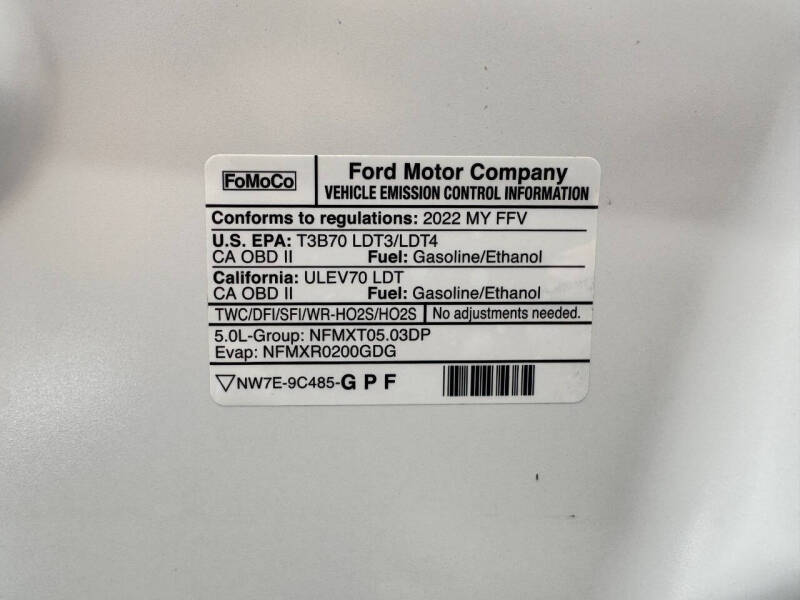 FoMoCo
Ford Motor Company
VEHICLE EMISSION CONTROL INFORMATION
Conforms to regulations: 2022 MY FFV
U.S. EPA: T3B70 LDT3/LDT4
CA OBD II Fuel: Gasoline/Ethanol
California: ULEV70 LDT
CA OBD II Fuel: Gasoline/Ethanol
TWC/DFI/SFI/WR-HO2S/HO2S No adjustments needed.
5.0L-Group: NFMXT05.03DP
Evap: NFMXR0200GDG
▽NW7E-9C485-G P F